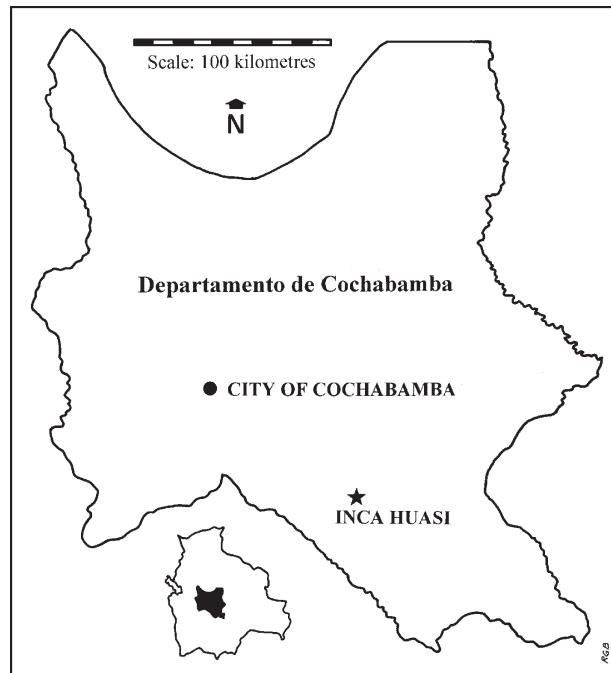 Scale: 100 kilometres
N
Departamento de Cochabamba
CITY OF COCHABAMBA
INCA HUASI
RGB